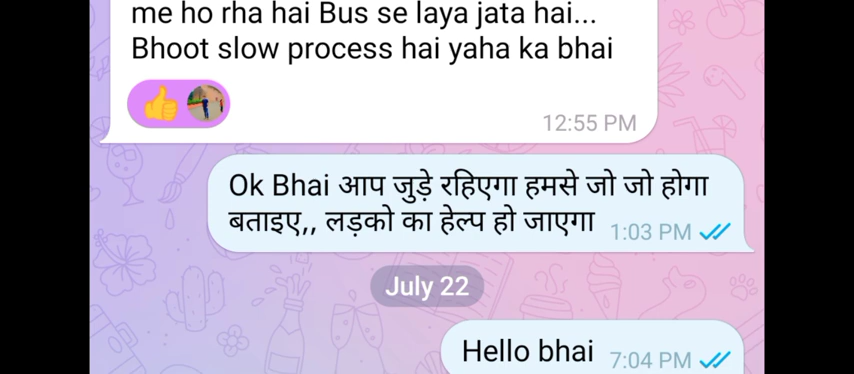 me ho rha hai Bus se laya jata hai...
Bhoot slow process hai yaha ka bhai
12:55 PM
Ok Bhai आप जुड़े रहिएगा हमसे जो जो होगा
बताइए,, लड़को का हेल्प हो जाएगा 1:03 PM
July 22
Hello bhai 7:04 PM